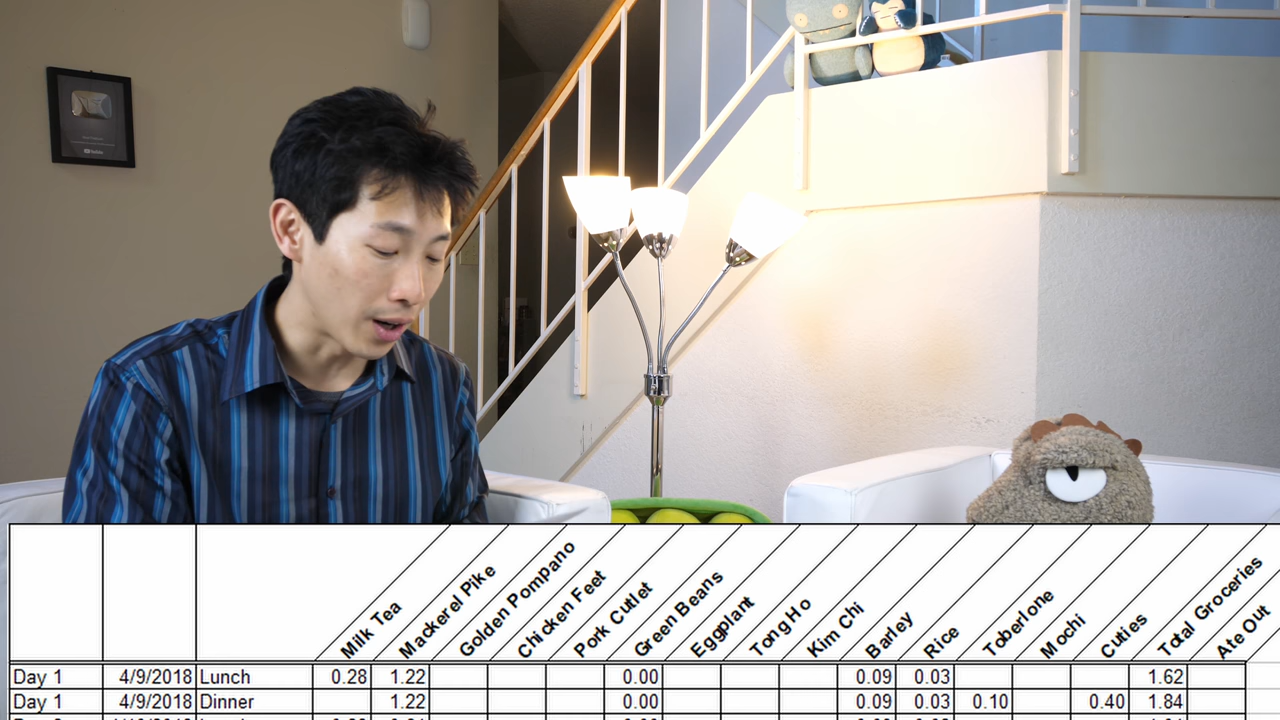 YouTube
Milk Tea
Mackerel Pike
Golden Pompano
Chicken Feet
Pork Cutlet
Green Beans
Eggplant
Tong Ho
Kim Chi
Barley
Rice
Toberlone
Mochi
Cuties
Total Groceries
Ate Out
Day 1 4/9/2018 Lunch 0.28 1.22 0.00 0.09 0.03 1.62
Day 1 4/9/2018 Dinner 1.22 0.00 0.09 0.03 0.10 0.40 1.84